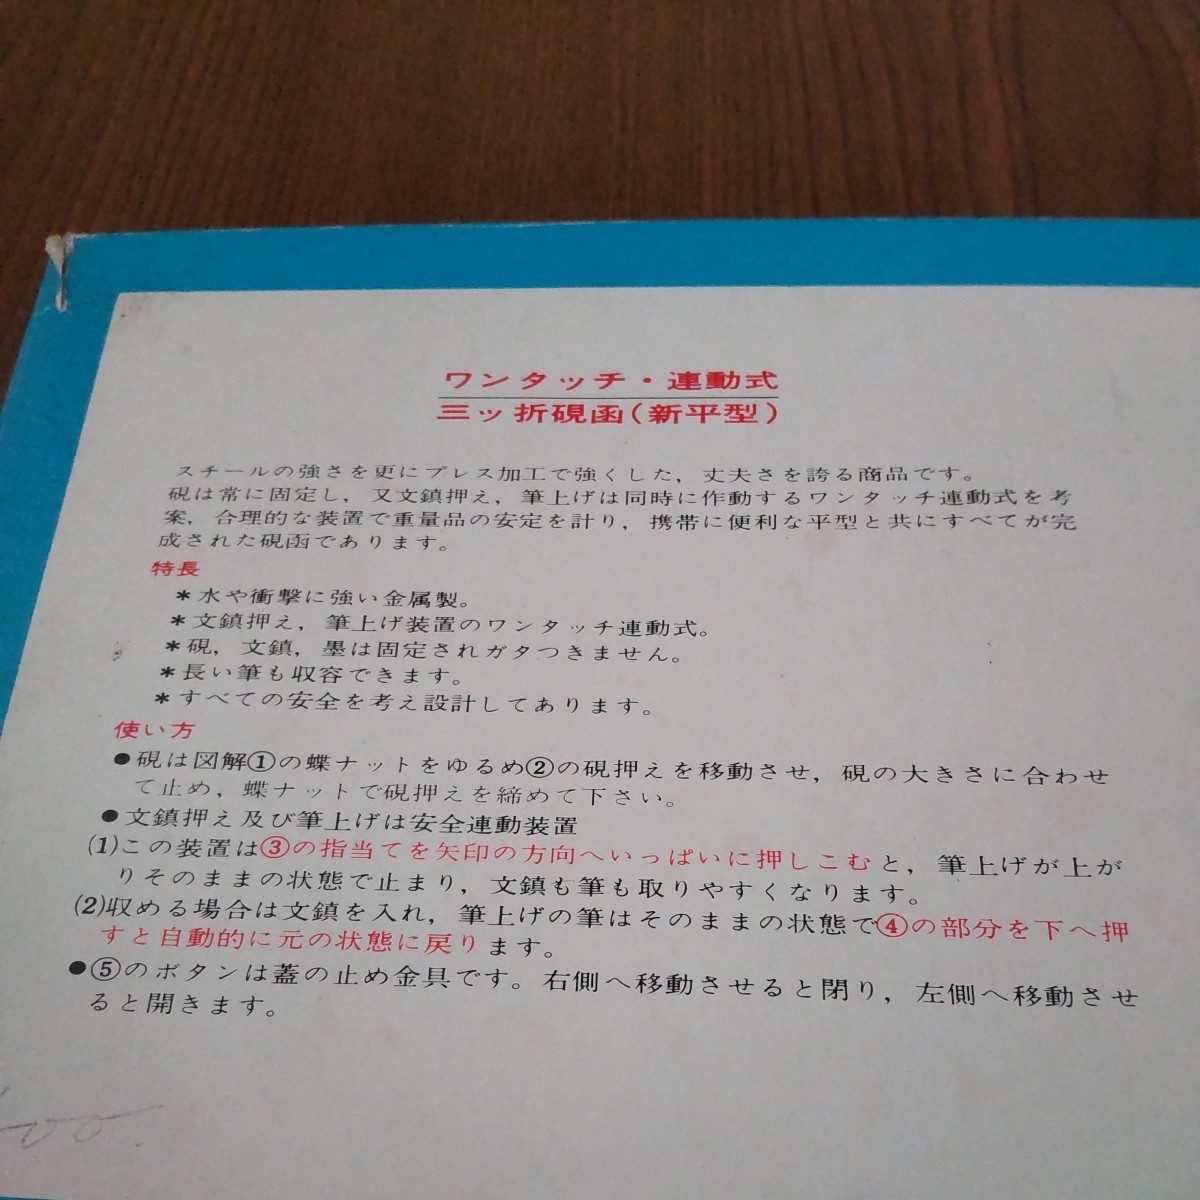 ワンタッチ・連動式
三ッ折硯函(新平型)
スチールの強さを更にプレス加工で強くした，丈夫さを誇る商品です。
硯は常に固定し，又文鎮押え，筆上げは同時に作動するワンタッチ連動式を考
案，合理的な装置で重量品の安定を計り，携帯に便利な平型と共にすべてが完
成された硯函であります。
特長
＊水や衝撃に強い金属製。
＊文鎮押え，筆上げ装置のワンタッチ連動式。
＊硯，文鎮，墨は固定されガタつきません。
＊長い筆も収容できます。
＊すべての安全を考え設計してあります。
使い方
●硯は図解①の蝶ナットをゆるめ②の硯押えを移動させ，硯の大きさに合わせ
て止め，蝶ナットで硯押えを締めて下さい。
●文鎮押え及び筆上げは安全連動装置
(1)この装置は③の指当てを矢印の方向へいっぱいに押しこむと，筆上げが上が
りそのままの状態で止まり，文鎮も筆も取りやすくなります。
(2)収める場合は文鎮を入れ，筆上げの筆はそのままの状態で④の部分を下へ押
すと自動的に元の状態に戻ります。
●⑤のボタンは蓋の止め金具です。右側へ移動させると閉り，左側へ移動させ
ると開きます。